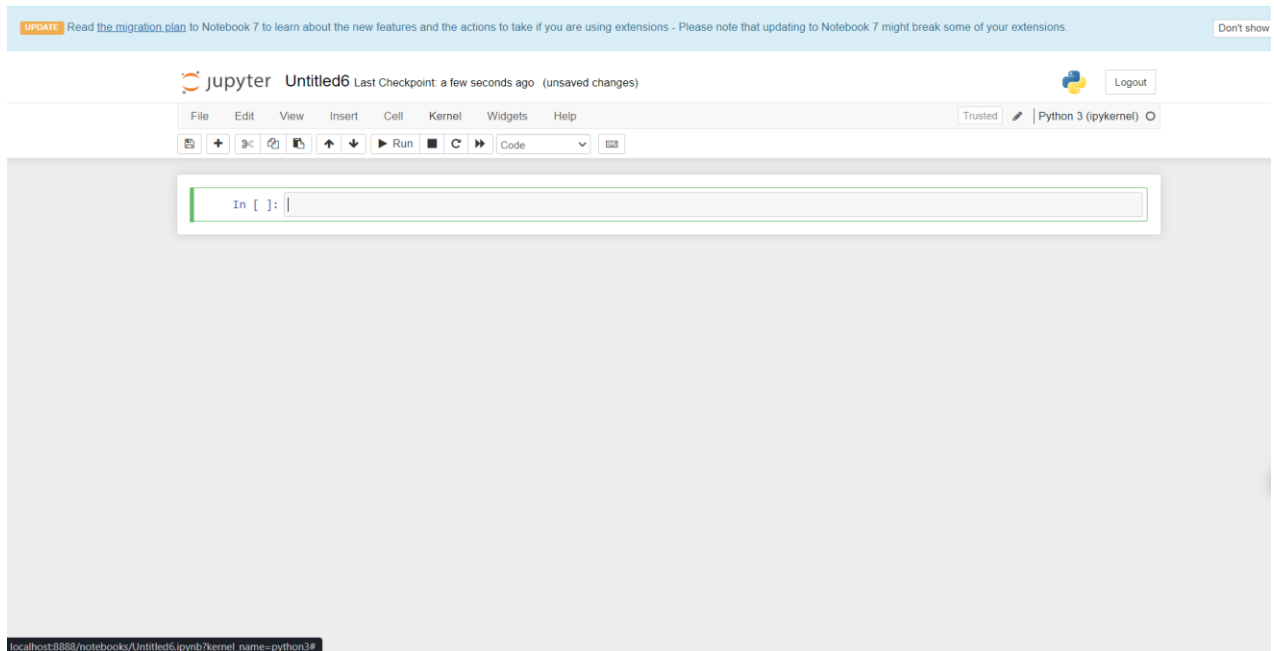 UPDATE Read the migration plan to Notebook 7 to learn about the new features and the actions to take if you are using extensions - Please note that updating to Notebook 7 might break some of your extensions. Don't show
jupyter Untitled6 Last Checkpoint: a few seconds ago (unsaved changes) Logout
File Edit View Insert Cell Kernel Widgets Help Trusted Python 3 (ipykernel)
Run Code
In [ ]:
localhost:8888/notebooks/Untitled6.ipynb?kernel_name=python3#